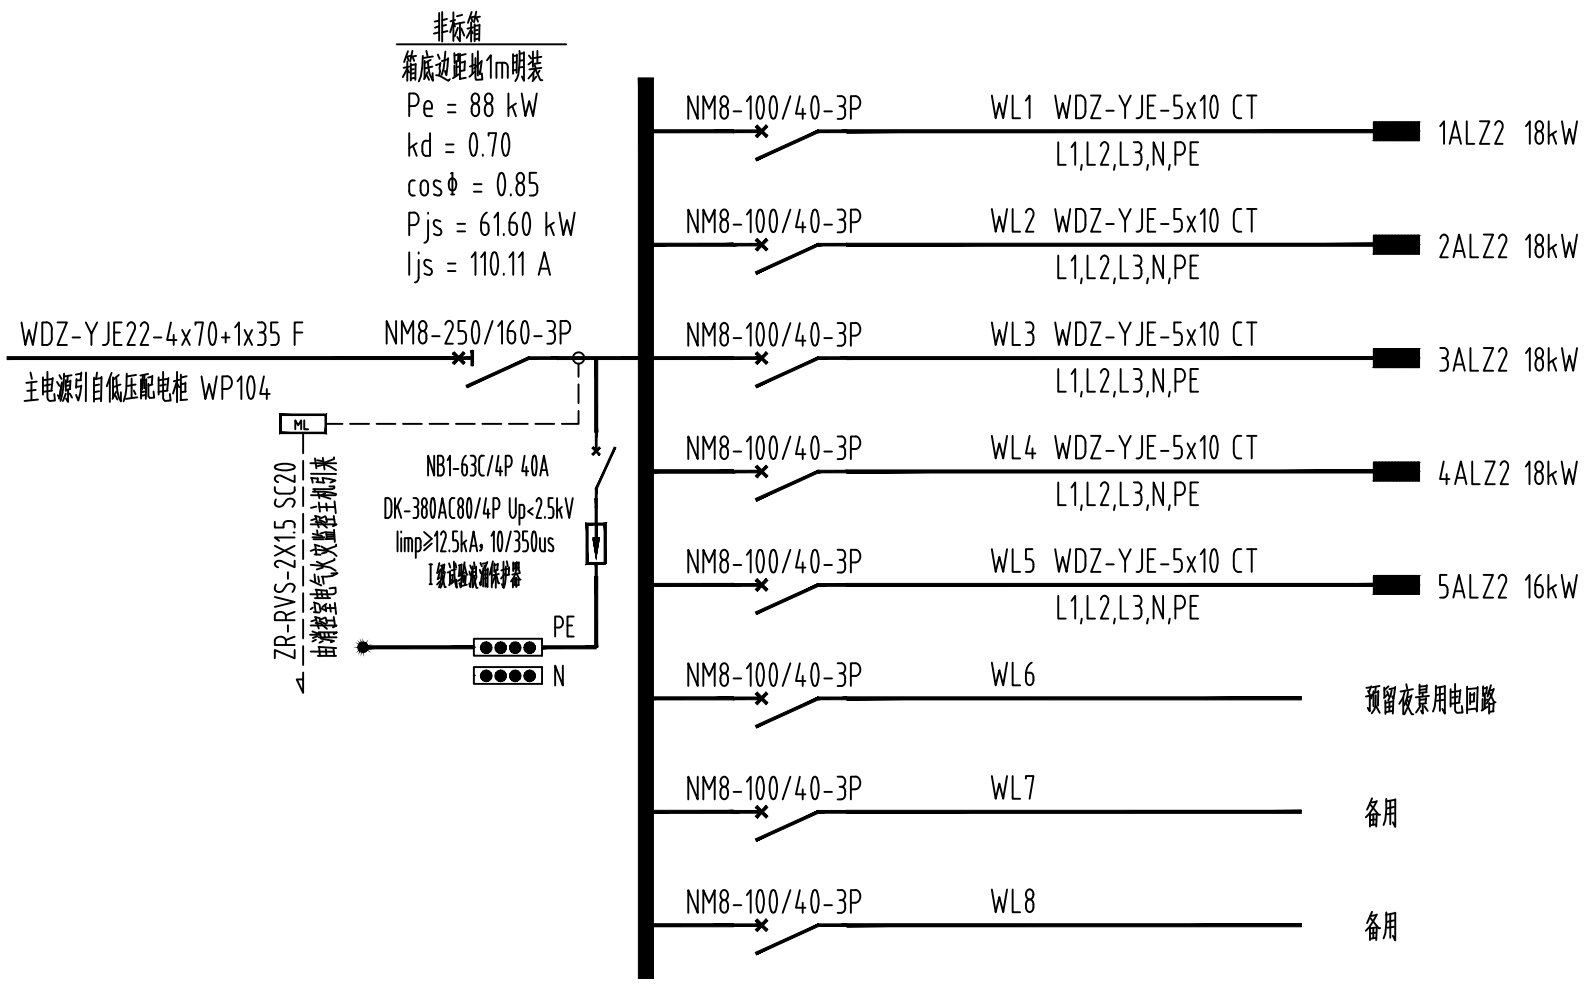 非标箱
箱底边距地1m明装
Pe = 88 kW
kd = 0.70
cosΦ = 0.85
Pjs = 61.60 kW
Ijs = 110.11 A
WDZ-YJE22-4x70+1x35 F
NM8-250/160-3P
主电源引自低压配电柜 WP104
ML
ZR-RVS-2X1.5 SC20
由消控室电气火灾监控主机引来
NB1-63C/4P 40A
DK-380AC80/4P Up<2.5kV
Iimp≥12.5kA, 10/350us
I级试验浪涌保护器
PE
N
NM8-100/40-3P WL1 WDZ-YJE-5x10 CT
L1,L2,L3,N,PE
1ALZ2 18kW
NM8-100/40-3P WL2 WDZ-YJE-5x10 CT
L1,L2,L3,N,PE
2ALZ2 18kW
NM8-100/40-3P WL3 WDZ-YJE-5x10 CT
L1,L2,L3,N,PE
3ALZ2 18kW
NM8-100/40-3P WL4 WDZ-YJE-5x10 CT
L1,L2,L3,N,PE
4ALZ2 18kW
NM8-100/40-3P WL5 WDZ-YJE-5x10 CT
L1,L2,L3,N,PE
5ALZ2 16kW
NM8-100/40-3P WL6
预留夜景用电回路
NM8-100/40-3P WL7
备用
NM8-100/40-3P WL8
备用